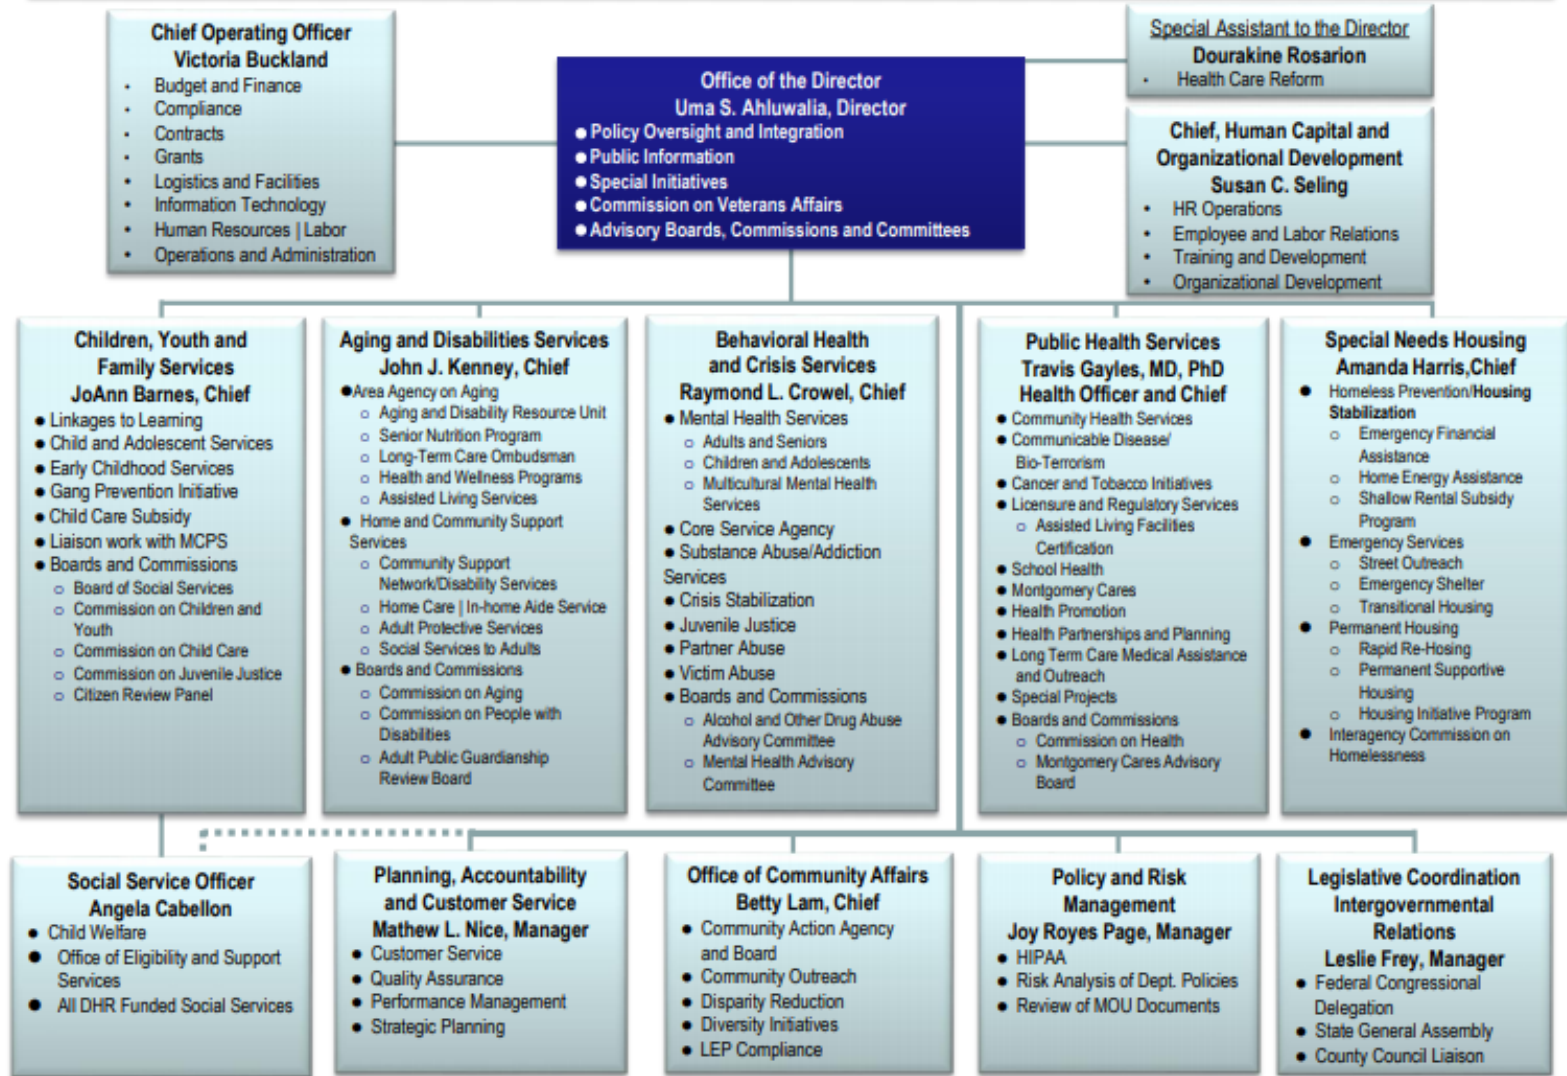 Chief Operating Officer
Victoria Buckland
• Budget and Finance
• Compliance
• Contracts
• Grants
• Logistics and Facilities
• Information Technology
• Human Resources | Labor
• Operations and Administration
Office of the Director
Uma S. Ahluwalia, Director
● Policy Oversight and Integration
● Public Information
● Special Initiatives
● Commission on Veterans Affairs
● Advisory Boards, Commissions and Committees
Special Assistant to the Director
Dourakine Rosarion
• Health Care Reform
Chief, Human Capital and
Organizational Development
Susan C. Seling
• HR Operations
• Employee and Labor Relations
• Training and Development
• Organizational Development
Children, Youth and
Family Services
JoAnn Barnes, Chief
● Linkages to Learning
● Child and Adolescent Services
● Early Childhood Services
● Gang Prevention Initiative
● Child Care Subsidy
● Liaison work with MCPS
● Boards and Commissions
o Board of Social Services
o Commission on Children and
Youth
o Commission on Child Care
o Commission on Juvenile Justice
o Citizen Review Panel
Aging and Disabilities Services
John J. Kenney, Chief
●Area Agency on Aging
o Aging and Disability Resource Unit
o Senior Nutrition Program
o Long-Term Care Ombudsman
o Health and Wellness Programs
o Assisted Living Services
● Home and Community Support
Services
o Community Support
Network/Disability Services
o Home Care | In-home Aide Service
o Adult Protective Services
o Social Services to Adults
● Boards and Commissions
o Commission on Aging
o Commission on People with
Disabilities
o Adult Public Guardianship
Review Board
Behavioral Health
and Crisis Services
Raymond L. Crowel, Chief
● Mental Health Services
o Adults and Seniors
o Children and Adolescents
o Multicultural Mental Health
Services
● Core Service Agency
● Substance Abuse/Addiction
Services
● Crisis Stabilization
● Juvenile Justice
● Partner Abuse
● Victim Abuse
● Boards and Commissions
o Alcohol and Other Drug Abuse
Advisory Committee
o Mental Health Advisory
Committee
Public Health Services
Travis Gayles, MD, PhD
Health Officer and Chief
● Community Health Services
● Communicable Disease/
Bio-Terrorism
● Cancer and Tobacco Initiatives
● Licensure and Regulatory Services
o Assisted Living Facilities
Certification
● School Health
● Montgomery Cares
● Health Promotion
● Health Partnerships and Planning
● Long Term Care Medical Assistance
and Outreach
● Special Projects
● Boards and Commissions
o Commission on Health
o Montgomery Cares Advisory
Board
Special Needs Housing
Amanda Harris,Chief
● Homeless Prevention/Housing
Stabilization
o Emergency Financial
Assistance
o Home Energy Assistance
o Shallow Rental Subsidy
Program
● Emergency Services
o Street Outreach
o Emergency Shelter
o Transitional Housing
● Permanent Housing
o Rapid Re-Hosing
o Permanent Supportive
Housing
o Housing Initiative Program
● Interagency Commission on
Homelessness
Social Service Officer
Angela Cabellon
● Child Welfare
● Office of Eligibility and Support
Services
● All DHR Funded Social Services
Planning, Accountability
and Customer Service
Mathew L. Nice, Manager
● Customer Service
● Quality Assurance
● Performance Management
● Strategic Planning
Office of Community Affairs
Betty Lam, Chief
● Community Action Agency
and Board
● Community Outreach
● Disparity Reduction
● Diversity Initiatives
● LEP Compliance
Policy and Risk
Management
Joy Royes Page, Manager
● HIPAA
● Risk Analysis of Dept. Policies
● Review of MOU Documents
Legislative Coordination
Intergovernmental
Relations
Leslie Frey, Manager
● Federal Congressional
Delegation
● State General Assembly
● County Council Liaison